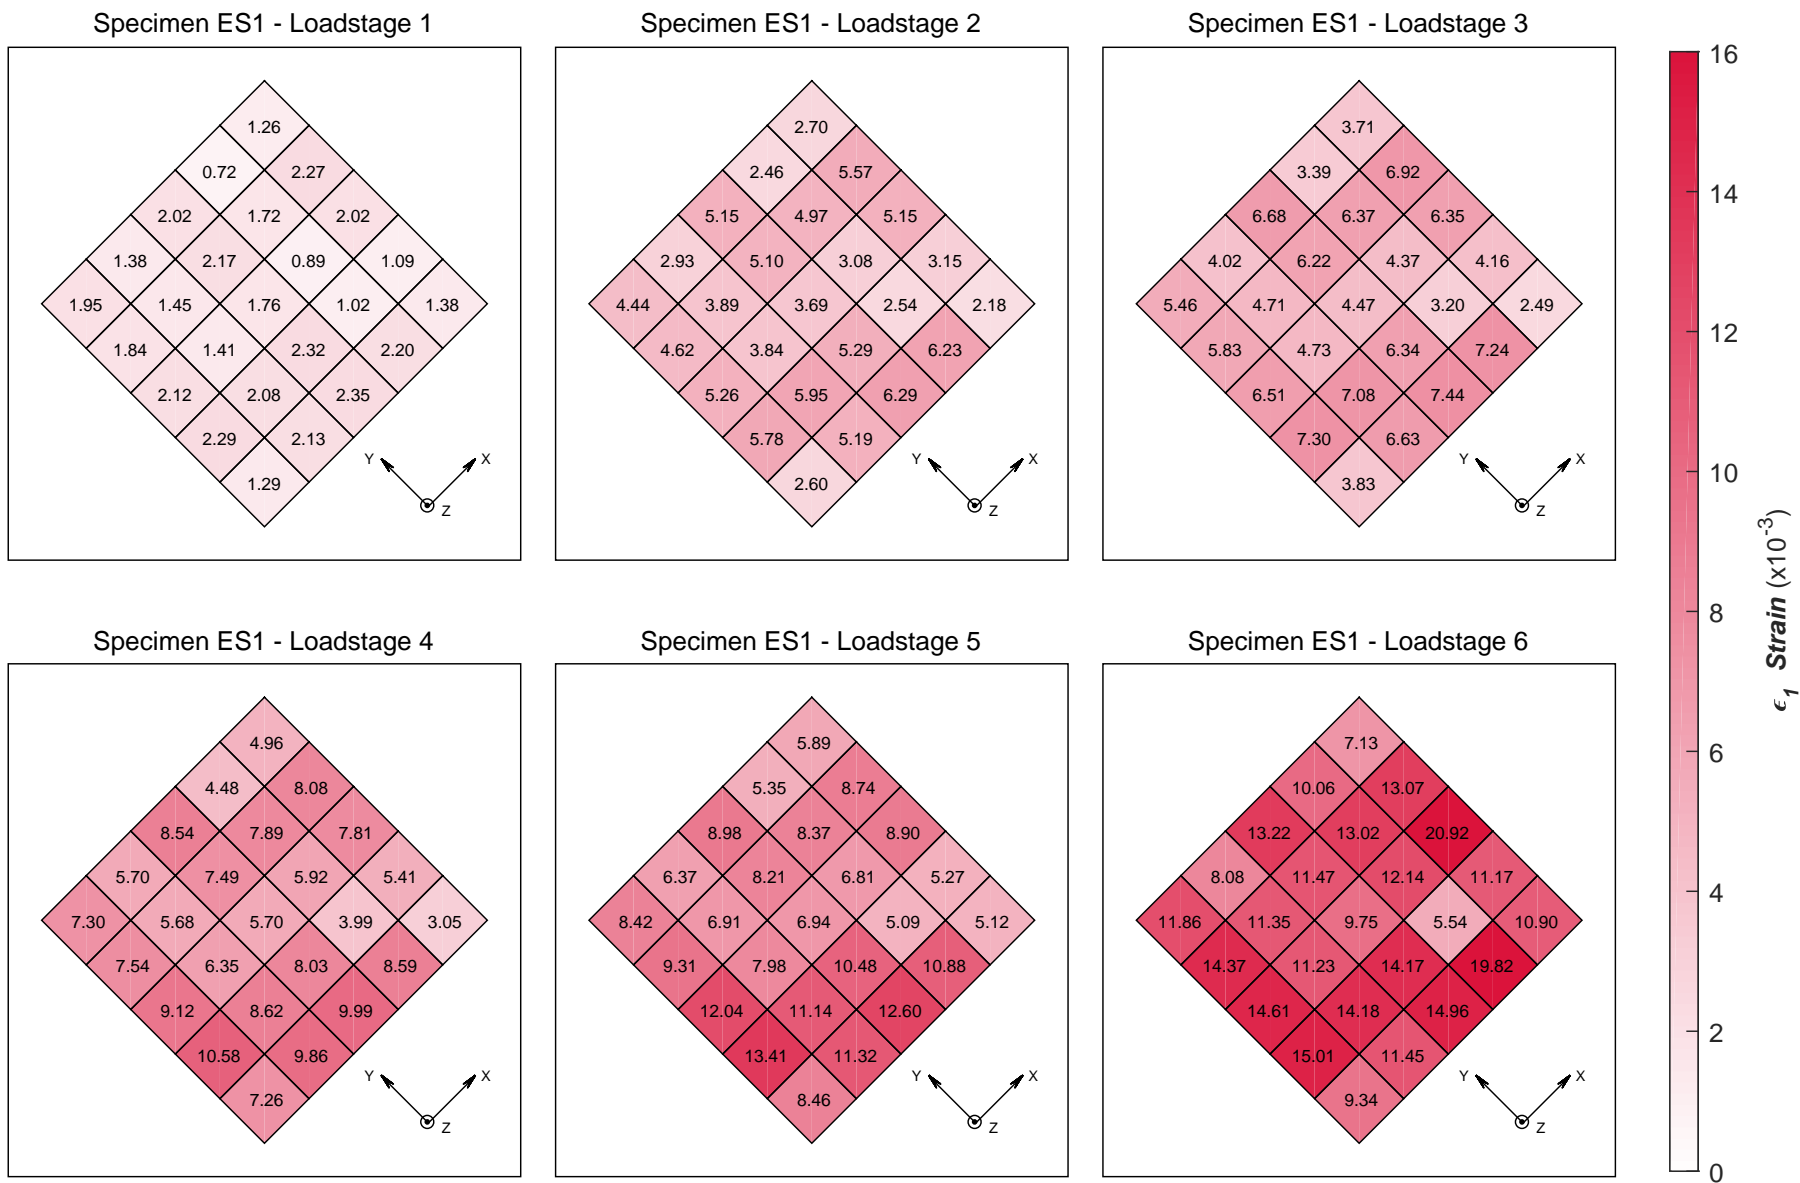 Specimen ES1 - Loadstage 1
1.26
0.72 2.27
2.02 1.72 2.02
1.38 2.17 0.89 1.09
1.95 1.45 1.76 1.02 1.38
1.84 1.41 2.32 2.20
2.12 2.08 2.35
2.29 2.13
1.29
Y X
Z
Specimen ES1 - Loadstage 2
2.70
2.46 5.57
5.15 4.97 5.15
2.93 5.10 3.08 3.15
4.44 3.89 3.69 2.54 2.18
4.62 3.84 5.29 6.23
5.26 5.95 6.29
5.78 5.19
2.60
Y X
Z
Specimen ES1 - Loadstage 3
3.71
3.39 6.92
6.68 6.37 6.35
4.02 6.22 4.37 4.16
5.46 4.71 4.47 3.20 2.49
5.83 4.73 6.34 7.24
6.51 7.08 7.44
7.30 6.63
3.83
Y X
Z
Specimen ES1 - Loadstage 4
4.96
4.48 8.08
8.54 7.89 7.81
5.70 7.49 5.92 5.41
7.30 5.68 5.70 3.99 3.05
7.54 6.35 8.03 8.59
9.12 8.62 9.99
10.58 9.86
7.26
Y X
Z
Specimen ES1 - Loadstage 5
5.89
5.35 8.74
8.98 8.37 8.90
6.37 8.21 6.81 5.27
8.42 6.91 6.94 5.09 5.12
9.31 7.98 10.48 10.88
12.04 11.14 12.60
13.41 11.32
8.46
Y X
Z
Specimen ES1 - Loadstage 6
7.13
10.06 13.07
13.22 13.02 20.92
8.08 11.47 12.14 11.17
11.86 11.35 9.75 5.54 10.90
14.37 11.23 14.17 19.82
14.61 14.18 14.96
15.01 11.45
9.34
Y X
Z
16
14
12
10
8
6
4
2
0
ϵ₁ Strain (x10⁻³)